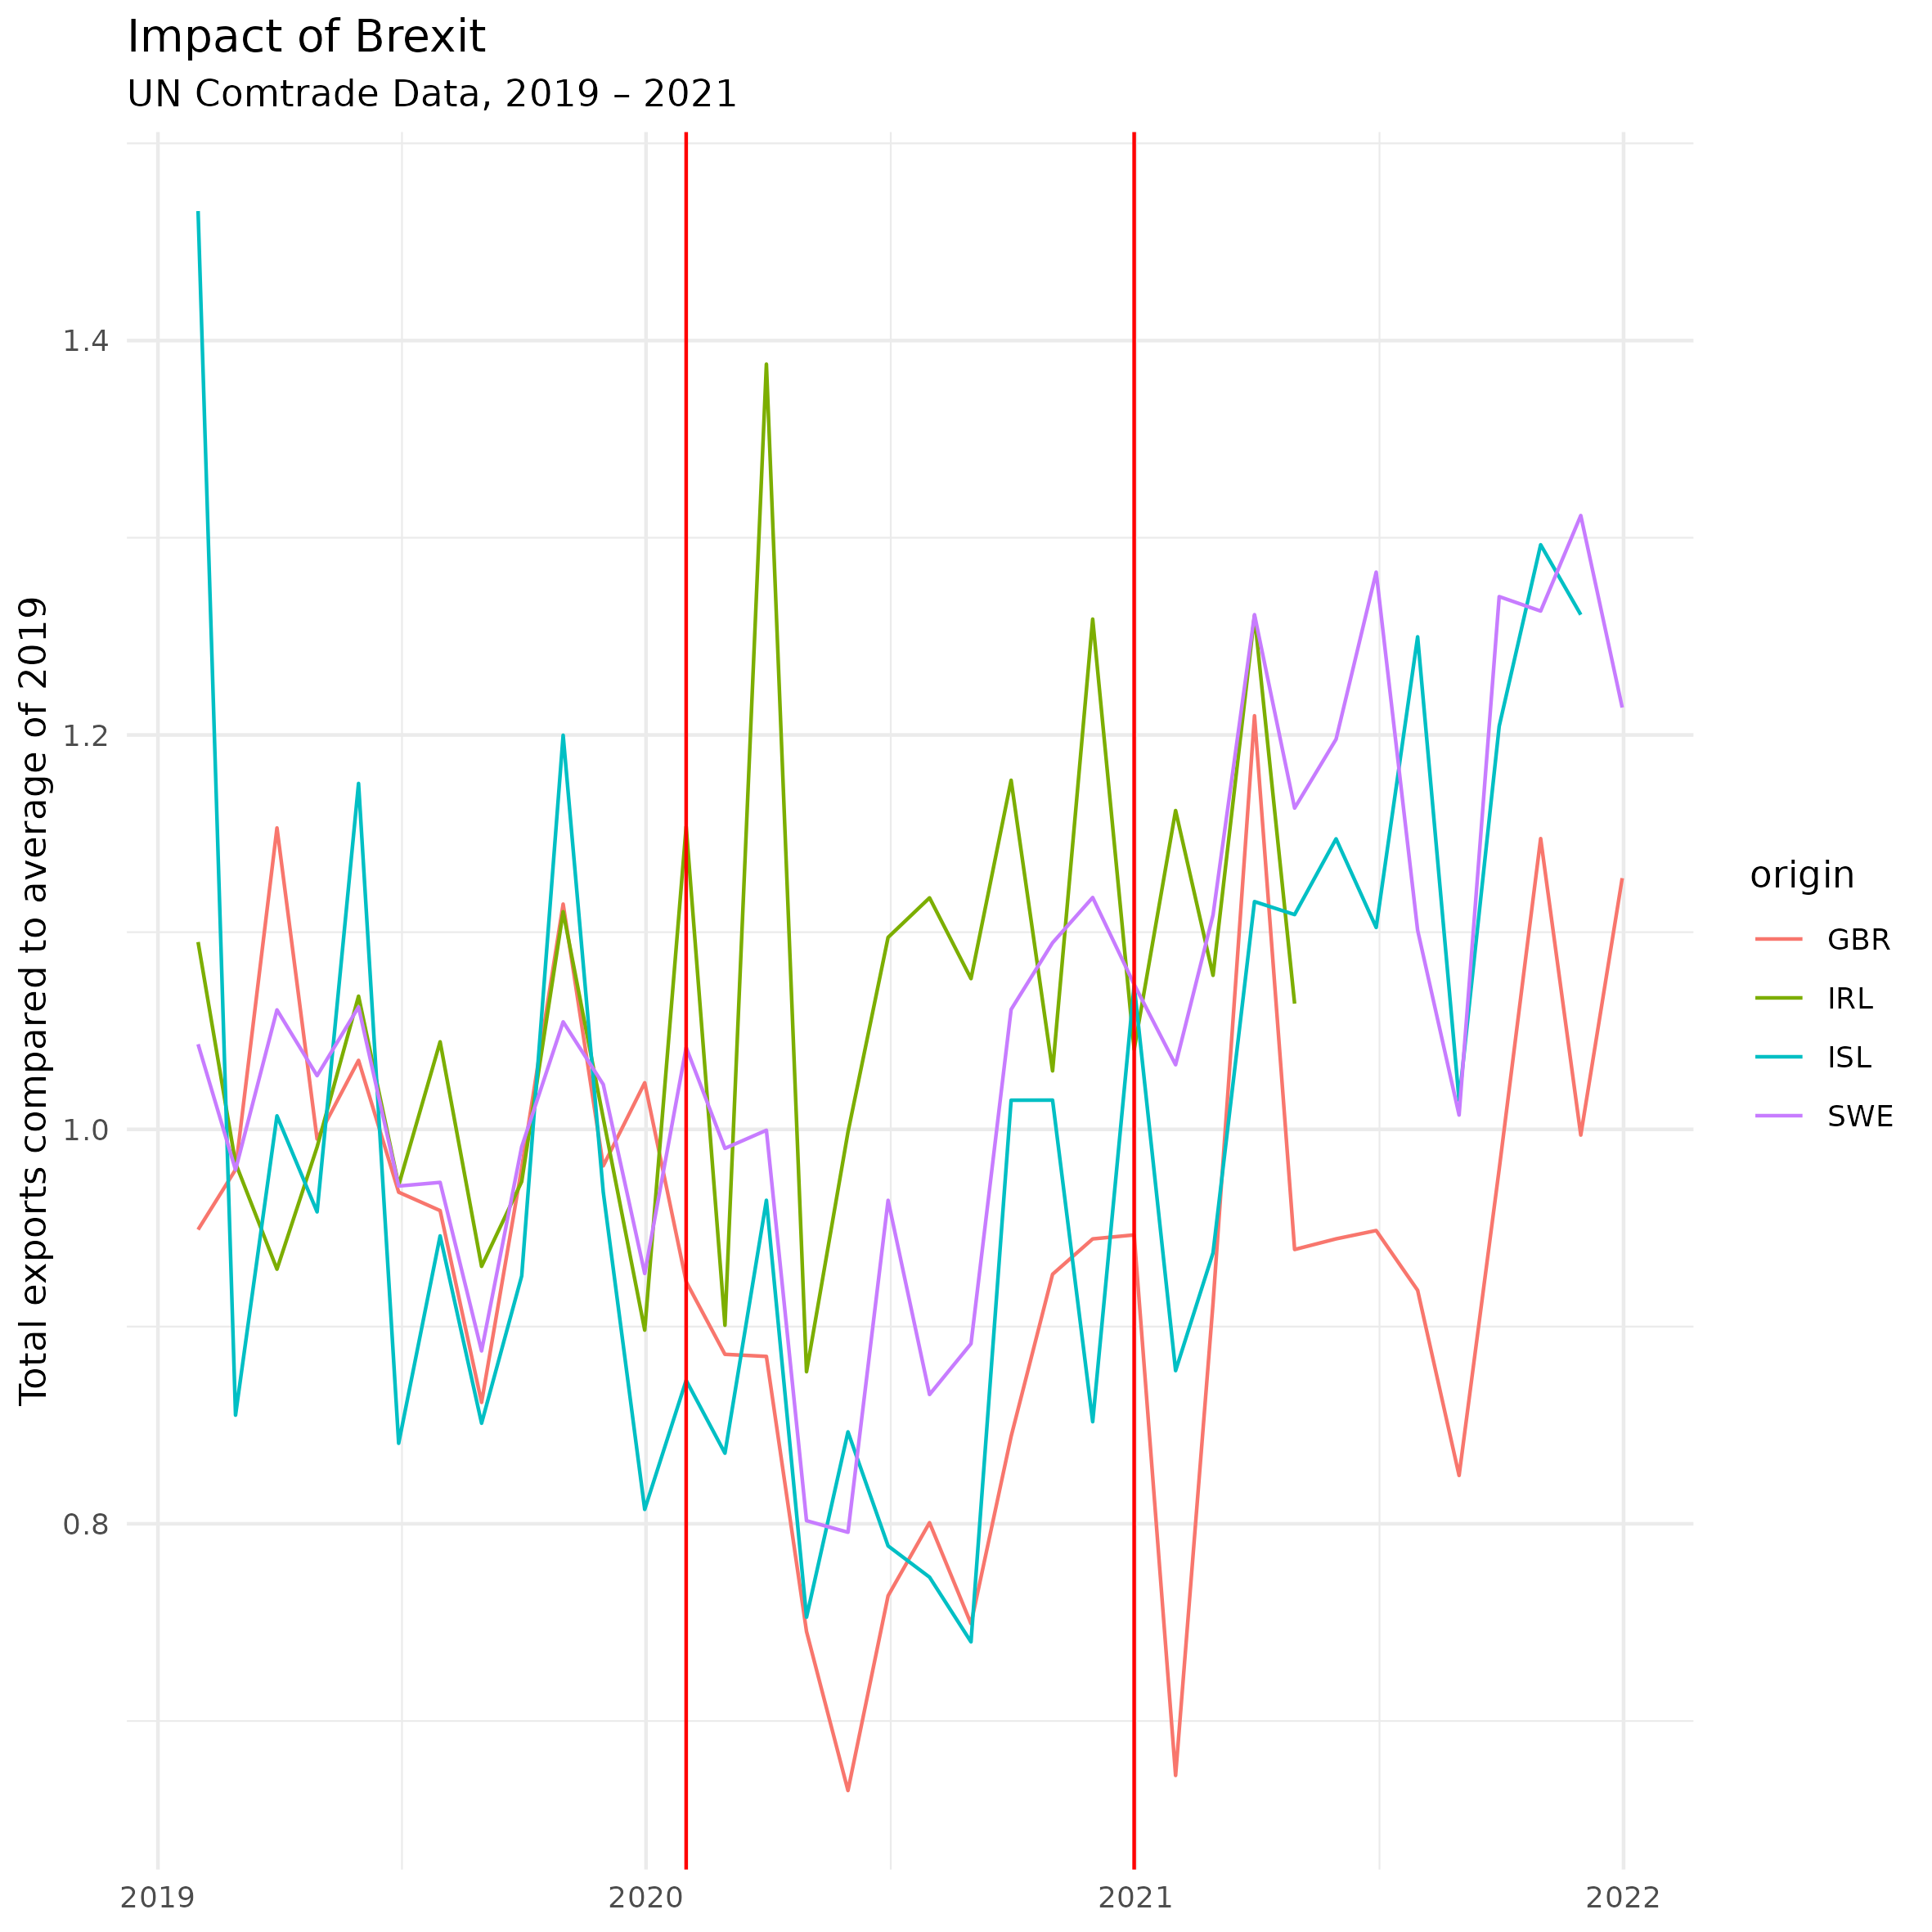 Impact of Brexit
UN Comtrade Data, 2019 – 2021
Total exports compared to average of 2019
1.4
1.2
1.0
0.8
2019
2020
2021
2022
origin
GBR
IRL
ISL
SWE